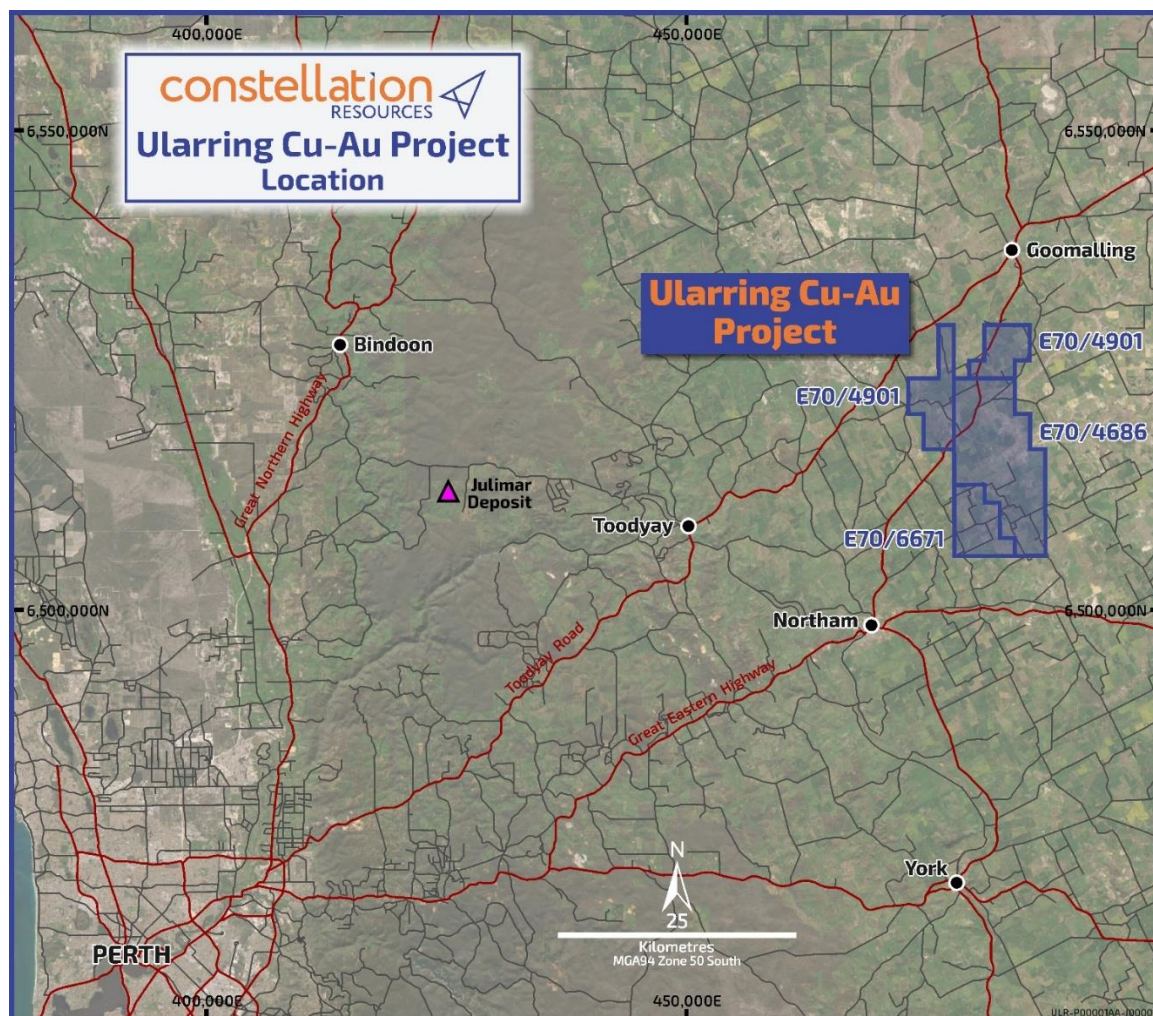 400,000E
450,000E
constellation
RESOURCES
Ularring Cu-Au Project
Location
6,550,000N
6,550,000N
Goomalling
Ularring Cu-Au
Project
Bindoon
E70/4901
E70/4901
E70/4686
Great Northern Highway
Julimar
Deposit
Toodyay
E70/6671
6,500,000N
6,500,000N
Northam
Toodyay Road
Great Eastern Highway
N
York
25
Kilometres
MGA94 Zone 50 South
PERTH
400,000E
450,000E